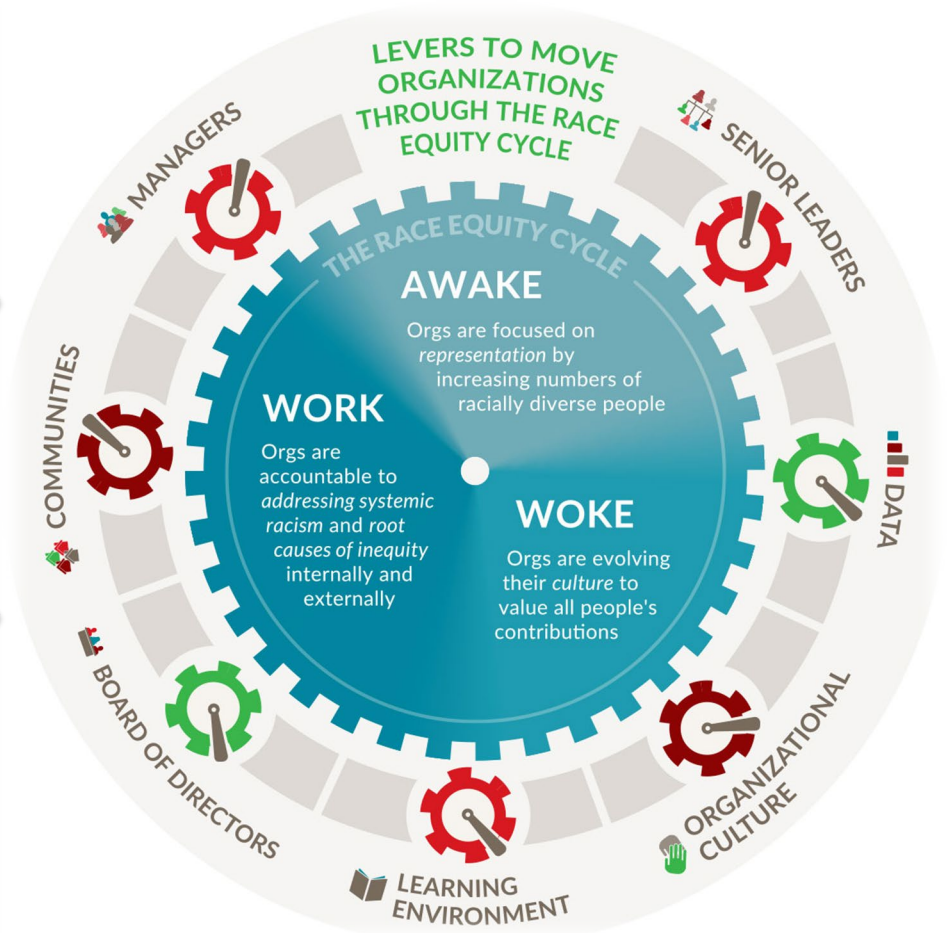 LEVERS TO MOVE
ORGANIZATIONS
THROUGH THE RACE
EQUITY CYCLE
SENIOR LEADERS
DATA
ORGANIZATIONAL
CULTURE
LEARNING
ENVIRONMENT
BOARD OF DIRECTORS
COMMUNITIES
MANAGERS
THE RACE EQUITY CYCLE
AWAKE
Orgs are focused on
representation by
increasing numbers of
racially diverse people
WOKE
Orgs are evolving
their culture to
value all people's
contributions
WORK
Orgs are
accountable to
addressing systemic
racism and root
causes of inequity
internally and
externally